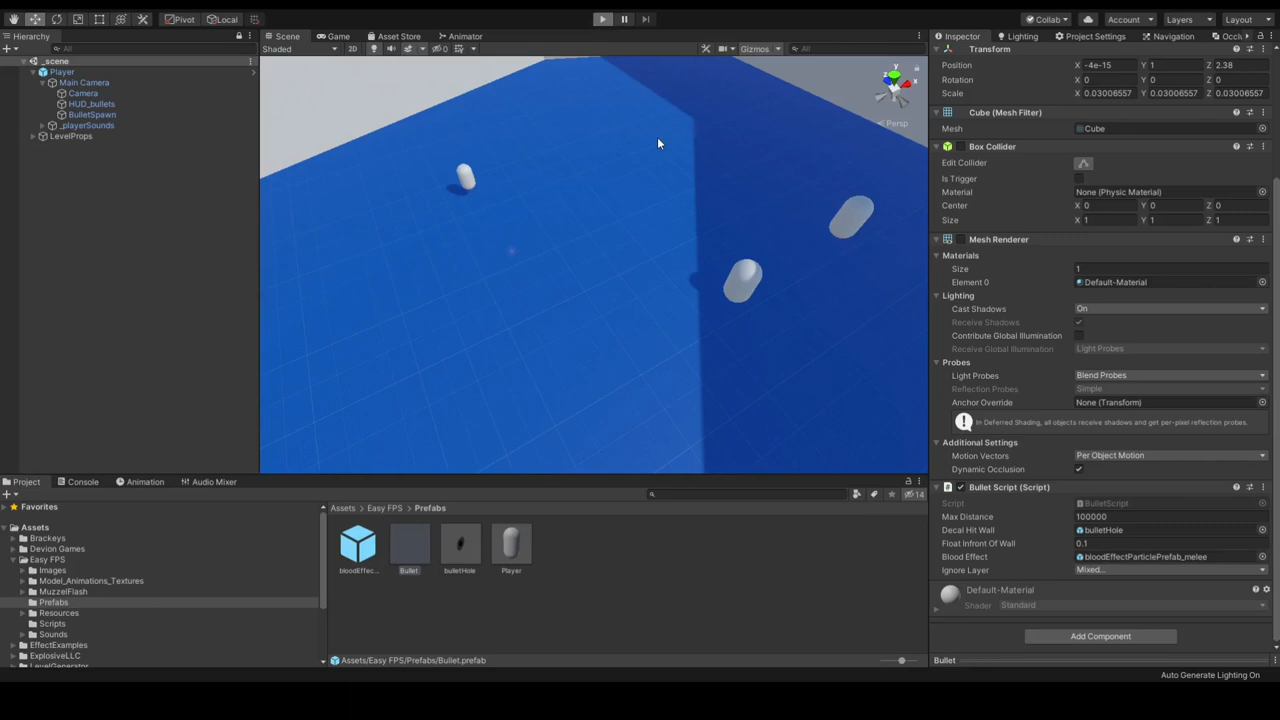 Pivot Local Collab Account Layers Layout
Hierarchy
All
_scene
Player
Main Camera
Camera
HUD_bullets
BulletSpawn
_playerSounds
LevelProps
Scene Game Asset Store Animator
Shaded 2D 0 Gizmos All
y
x
z
< Persp
Inspector Lighting Project Settings Navigation Occlu
Transform
Position X -4e-15 Y 1 Z 2.38
Rotation X 0 Y 0 Z 0
Scale X 0.03006557 Y 0.03006557 Z 0.03006557
Cube (Mesh Filter)
Mesh Cube
Box Collider
Edit Collider
Is Trigger
Material None (Physic Material)
Center X 0 Y 0 Z 0
Size X 1 Y 1 Z 1
Mesh Renderer
Materials
Size 1
Element 0 Default-Material
Lighting
Cast Shadows On
Receive Shadows
Contribute Global Illumination
Receive Global Illumination Light Probes
Probes
Light Probes Blend Probes
Reflection Probes Simple
Anchor Override None (Transform)
In Deferred Shading, all objects receive shadows and get per-pixel reflection probes.
Additional Settings
Motion Vectors Per Object Motion
Dynamic Occlusion
Bullet Script (Script)
Script BulletScript
Max Distance 100000
Decal Hit Wall bulletHole
Float Infront Of Wall 0.1
Blood Effect bloodEffectParticlePrefab_melee
Ignore Layer Mixed...
Default-Material
Shader Standard
Add Component
Bullet
Auto Generate Lighting On
Project Console Animation Audio Mixer
14
Favorites
Assets
Brackeys
Devion Games
Easy FPS
Images
Model_Animations_Textures
MuzzelFlash
Prefabs
Resources
Scripts
Sounds
EffectExamples
ExplosiveLLC
LevelGenerator
Assets > Easy FPS > Prefabs
bloodEffec... Bullet bulletHole Player
Assets/Easy FPS/Prefabs/Bullet.prefab